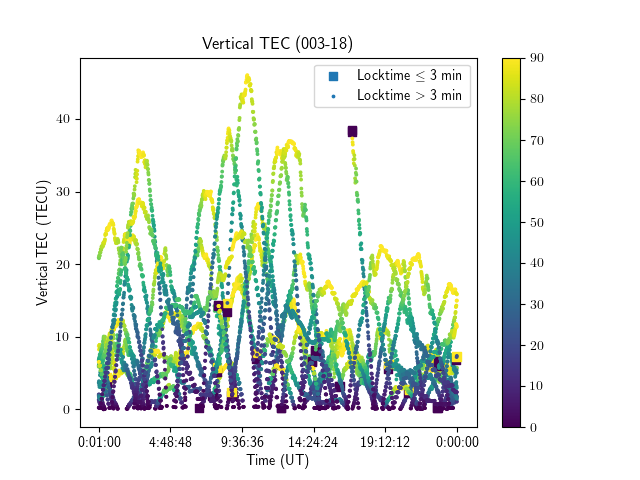 Vertical TEC (003-18)
Locktime ≤ 3 min
Locktime > 3 min
Vertical TEC (TECU)
40
30
20
10
0
0:01:00 4:48:48 9:36:36 14:24:24 19:12:12 0:00:00
Time (UT)
90
80
70
60
50
40
30
20
10
0